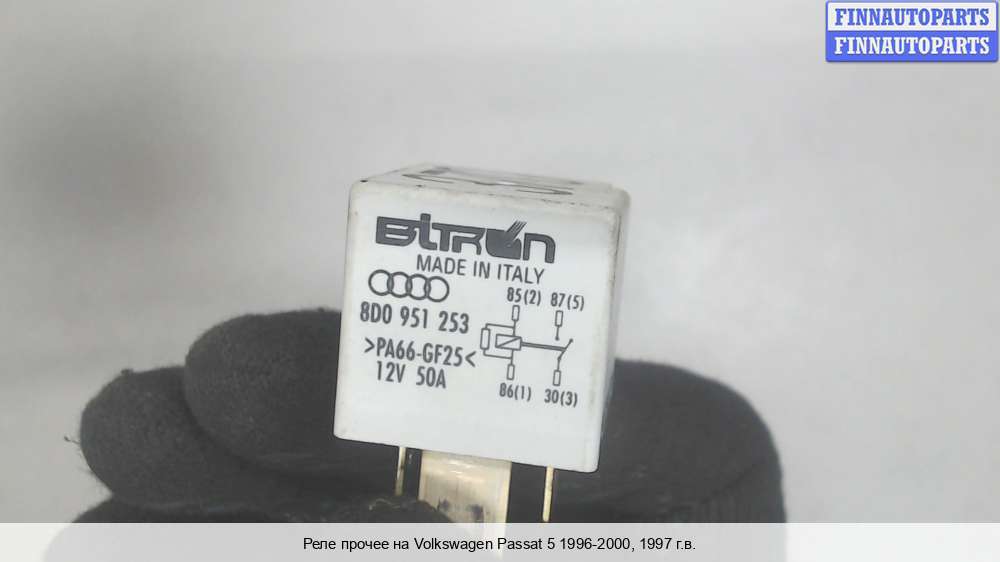 FINNAUTOPARTS
FINNAUTOPARTS
BITRON
MADE IN ITALY
85(2) 87(5)
8D0 951 253
>PA66-GF25<
12V 50A
86(1) 30(3)
Реле прочее на Volkswagen Passat 5 1996-2000, 1997 г.в.